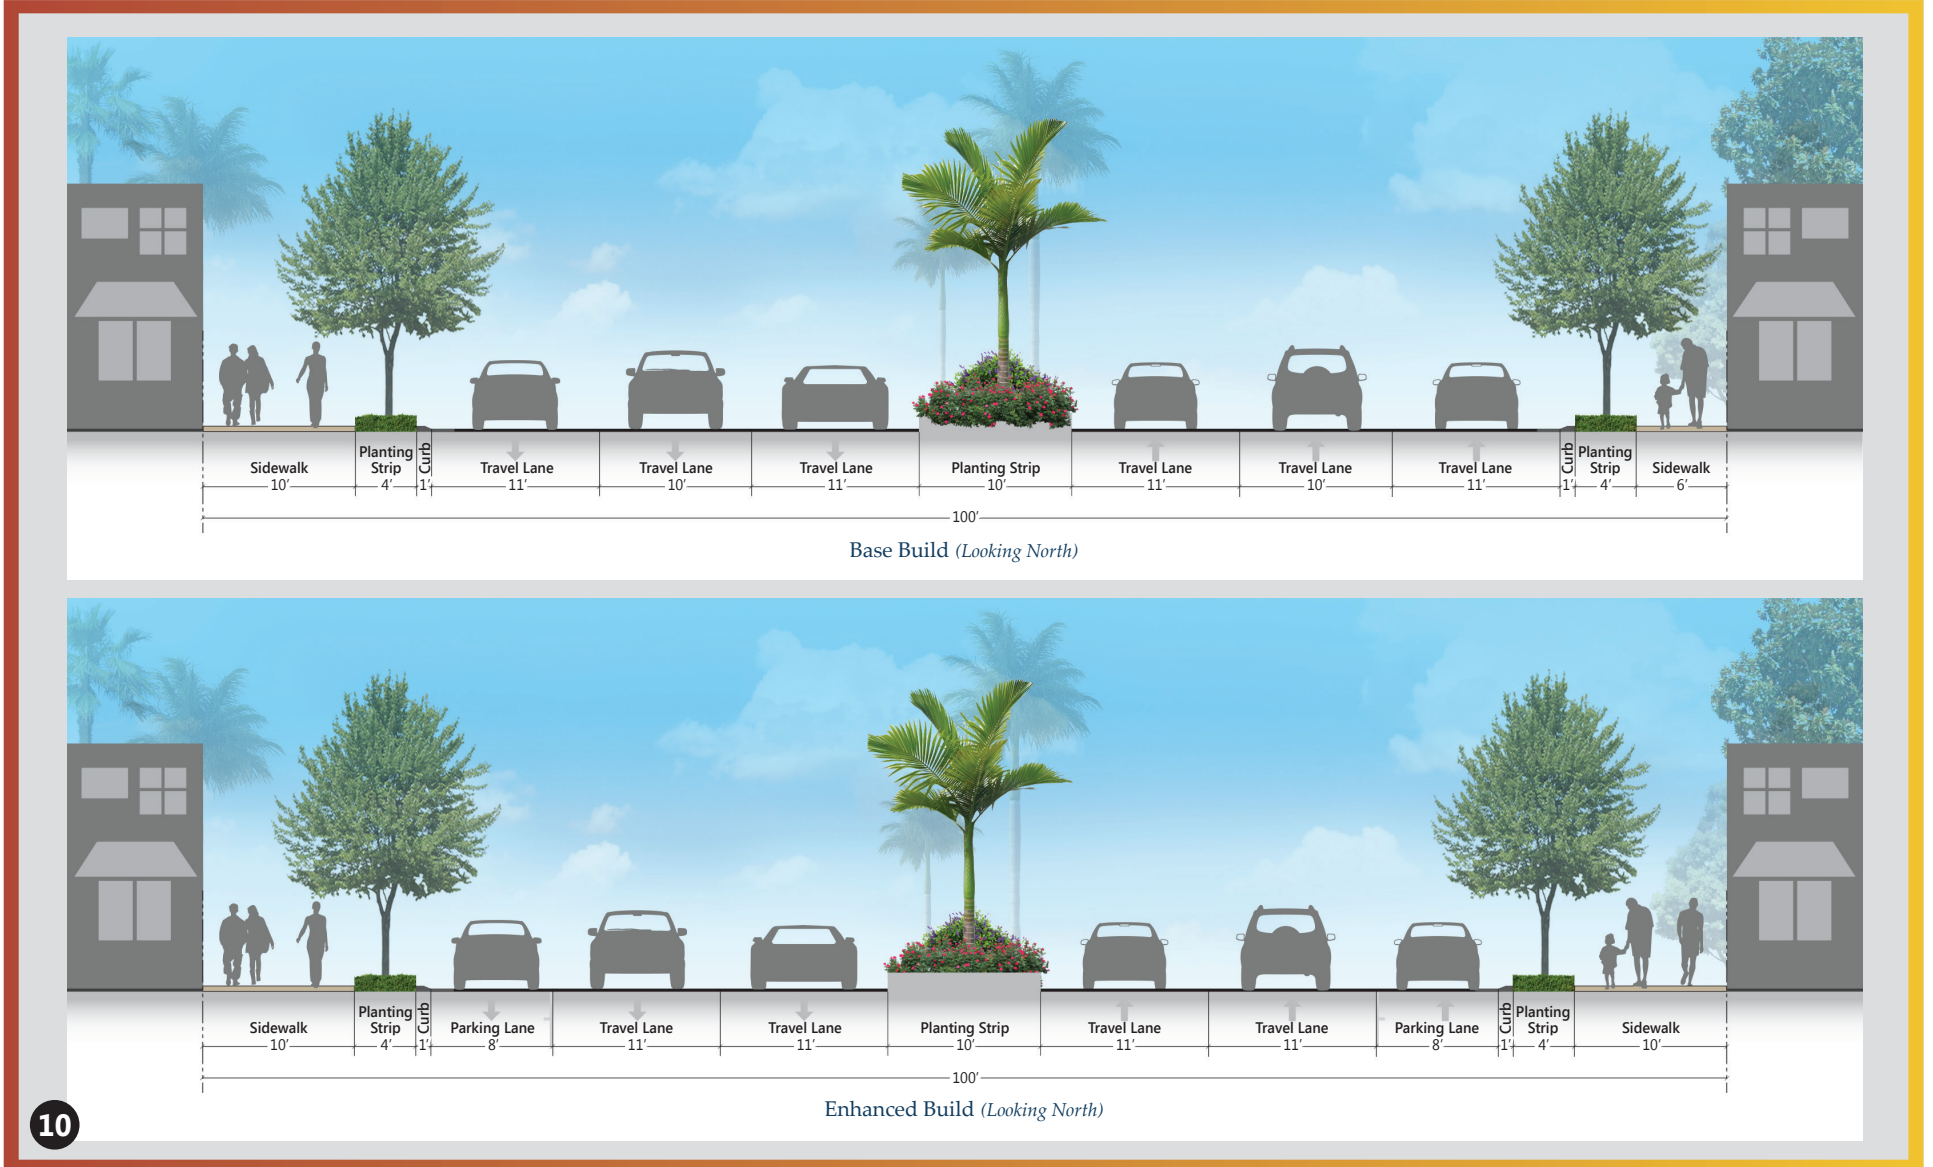 Sidewalk
10'
Planting
Strip
4'
Curb
1'
Travel Lane
11'
Travel Lane
10'
Travel Lane
11'
Planting Strip
10'
Travel Lane
11'
Travel Lane
10'
Travel Lane
11'
Curb
1'
Planting
Strip
4'
Sidewalk
6'
100'
Base Build (Looking North)
Sidewalk
10'
Planting
Strip
4'
Curb
1'
Parking Lane
8'
Travel Lane
11'
Travel Lane
11'
Planting Strip
10'
Travel Lane
11'
Travel Lane
11'
Parking Lane
8'
Curb
1'
Planting
Strip
4'
Sidewalk
10'
100'
Enhanced Build (Looking North)
10